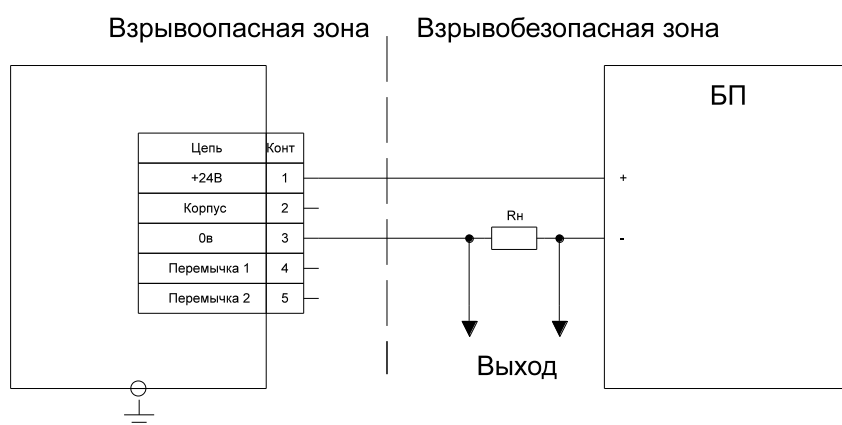 Взрывоопасная зона Взрывобезопасная зона
БП
Цепь Конт
+24В 1 +
Корпус 2
Rн
0в 3 -
Перемычка 1 4
Перемычка 2 5
Выход